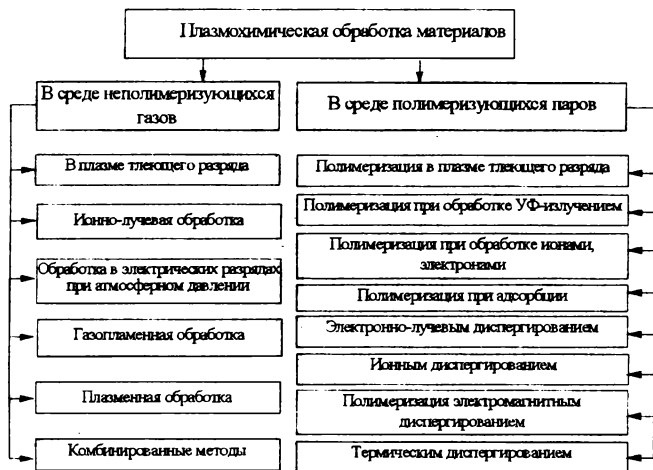 Плазмохимическая обработка материалов
В среде неполимеризующихся
газов
В плазме тлеющего разряда
Ионно-лучевая обработка
Обработка в электрических разрядах
при атмосферном давлении
Газопламенная обработка
Плазменная обработка
Комбинированные методы
В среде полимеризующихся паров
Полимеризация в плазме тлеющего разряда
Полимеризация при обработке УФ-излучением
Полимеризация при обработке ионами,
электронами
Полимеризация при адсорбции
Электронно-лучевым диспергированием
Ионным диспергированием
Полимеризация электромагнитным
диспергированием
Термическим диспергированием